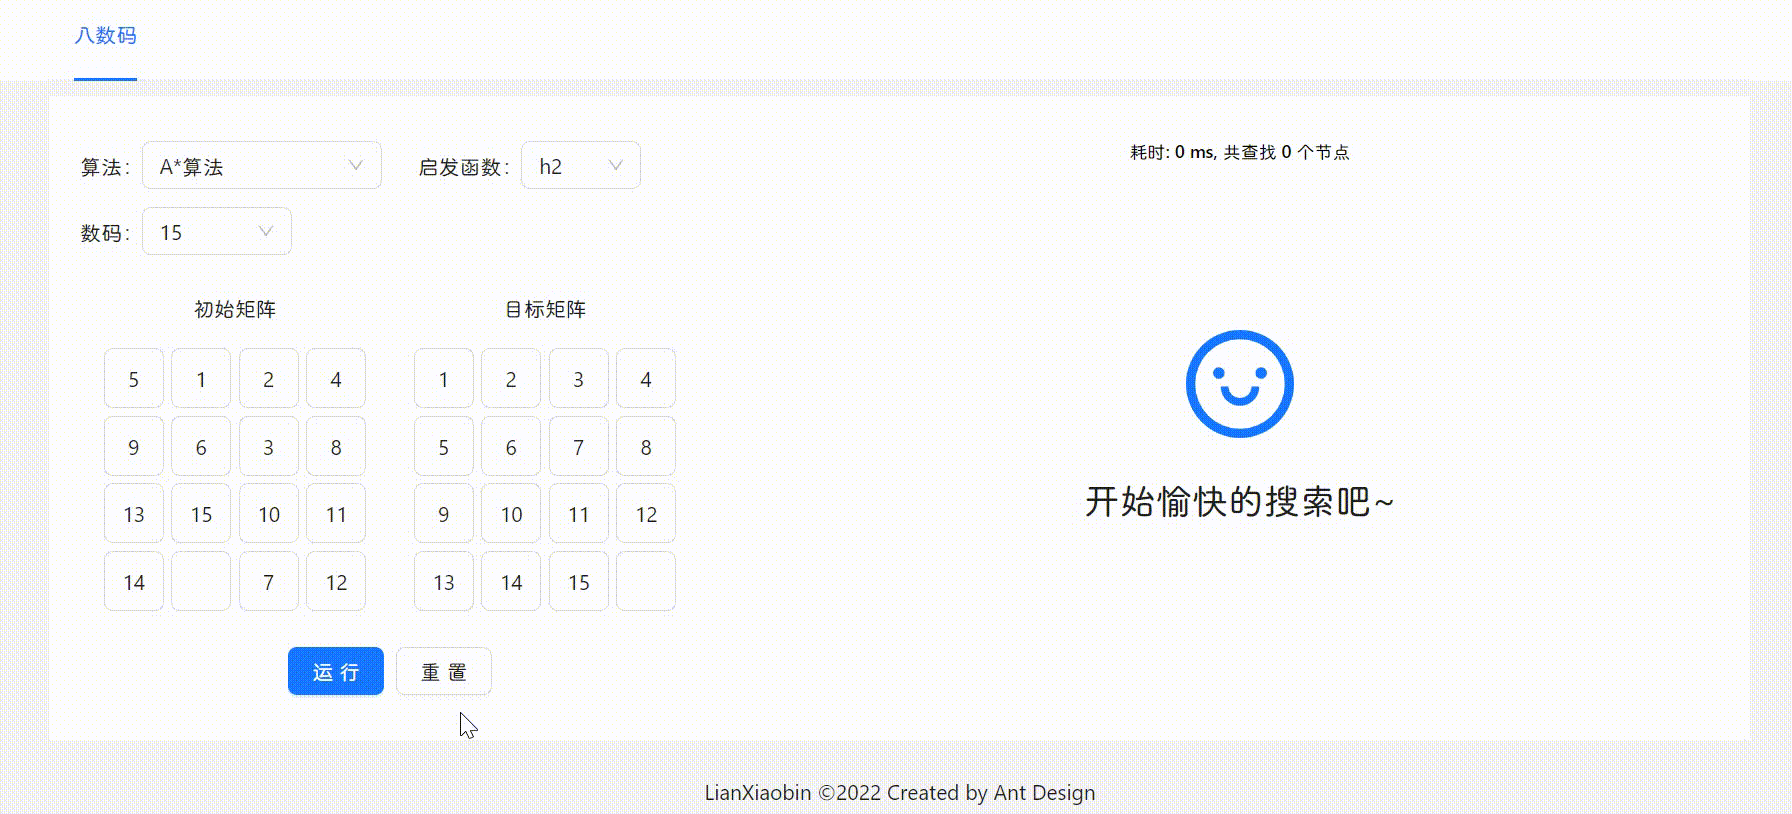 八数码
算法: A*算法 启发函数: h2
耗时: 0 ms, 共查找 0 个节点
数码: 15
初始矩阵 目标矩阵
5 1 2 4 1 2 3 4
9 6 3 8 5 6 7 8
13 15 10 11 9 10 11 12
14 7 12 13 14 15
开始愉快的搜索吧~
运 行 重 置
LianXiaobin ©2022 Created by Ant Design